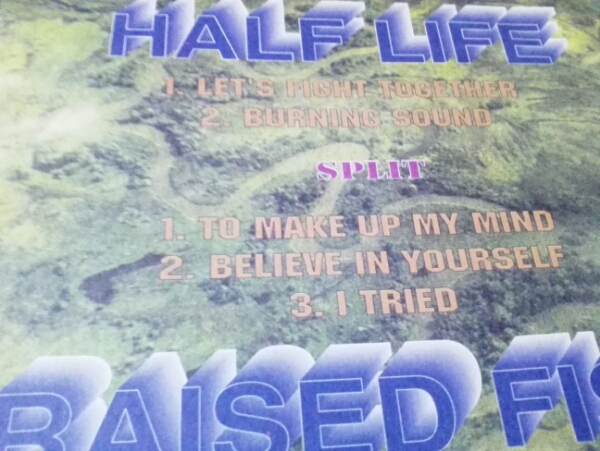 HALF LIFE
1. LET'S FIGHT TOGETHER
2. BURNING SOUND
SPLIT
1. TO MAKE UP MY MIND
2. BELIEVE IN YOURSELF
3. I TRIED
RAISED FIS